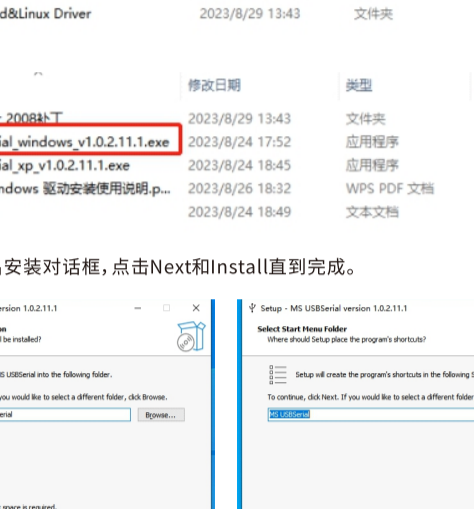 d&Linux Driver 2023/8/29 13:43 文件夹
修改日期 类型
2008补丁 2023/8/29 13:43 文件夹
ial_windows_v1.0.2.11.1.exe 2023/8/24 17:52 应用程序
ial_xp_v1.0.2.11.1.exe 2023/8/24 18:45 应用程序
ndows 驱动安装使用说明.p... 2023/8/26 18:32 WPS PDF 文档
2023/8/24 18:49 文本文档
安装对话框，点击Next和Install直到完成。
ersion 1.0.2.11.1
on
l be installed?
MS USBSerial into the following folder.
you would like to select a different folder, click Browse.
erial Browse...
space is required.
Setup - MS USBSerial version 1.0.2.11.1
Select Start Menu Folder
Where should Setup place the program's shortcuts?
Setup will create the program's shortcuts in the following S
To continue, click Next. If you would like to select a different folder
MS USBSerial